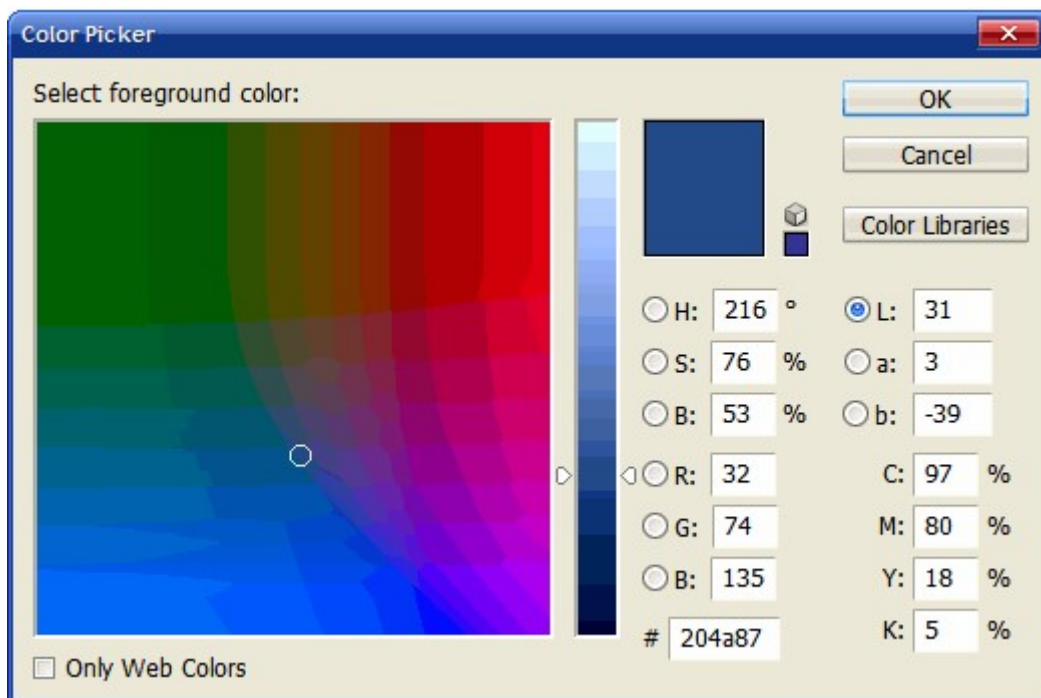 Color Picker
Select foreground color:
OK
Cancel
Color Libraries
H: 216 ° L: 31
S: 76 % a: 3
B: 53 % b: -39
R: 32 C: 97 %
G: 74 M: 80 %
B: 135 Y: 18 %
# 204a87 K: 5 %
Only Web Colors